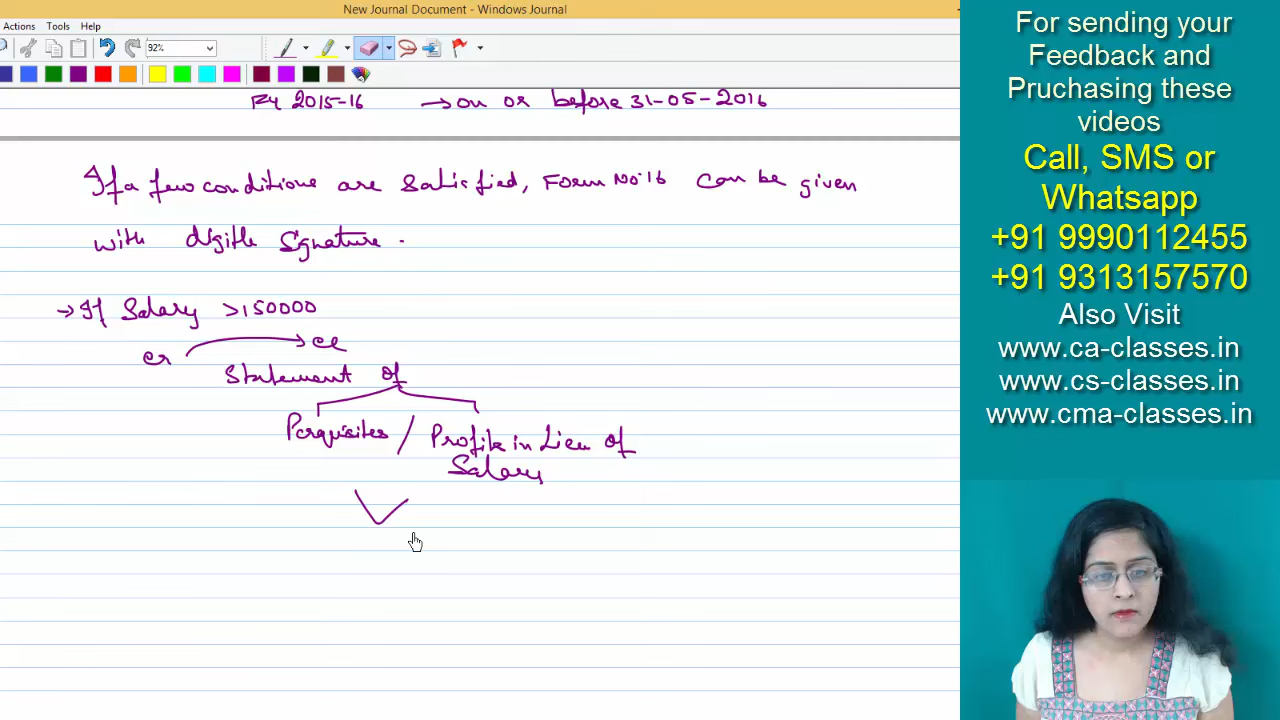 New Journal Document - Windows Journal
Actions Tools Help
92%
FY 2015-16 → on or before 31-05-2016
If a few conditions are satisfied, Form No.16 can be given
with digitle signature.
→ If Salary >150000
er → ee
Statement of
Perquisites / Profits in Lieu of
Salary
For sending your
Feedback and
Pruchasing these
videos
Call, SMS or
Whatsapp
+91 9990112455
+91 9313157570
Also Visit
www.ca-classes.in
www.cs-classes.in
www.cma-classes.in